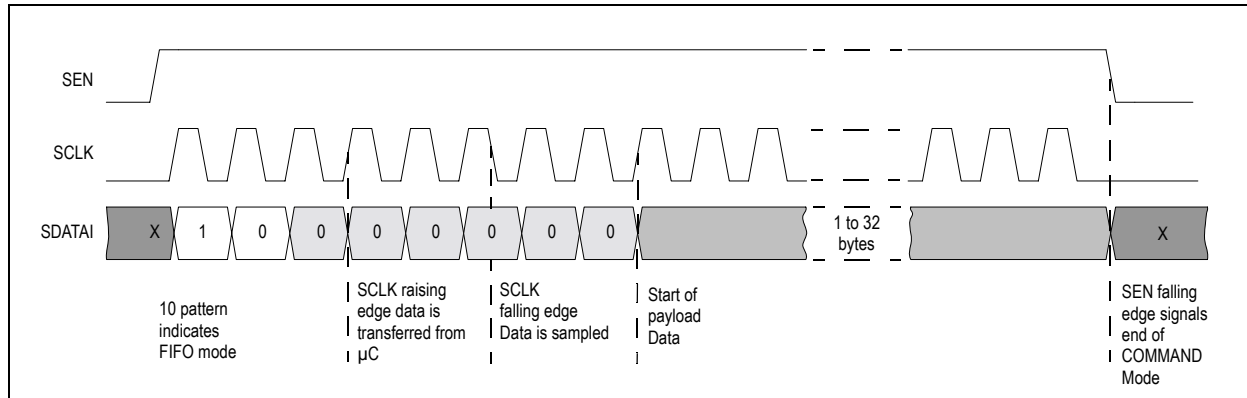 SEN
SCLK
SDATAI
X 1 0 0 0 0 0 0 0 X
1 to 32
bytes
10 pattern
indicates
FIFO mode
SCLK raising
edge data is
transferred from
µC
SCLK
falling edge
Data is sampled
Start of
payload
Data
SEN falling
edge signals
end of
COMMAND
Mode